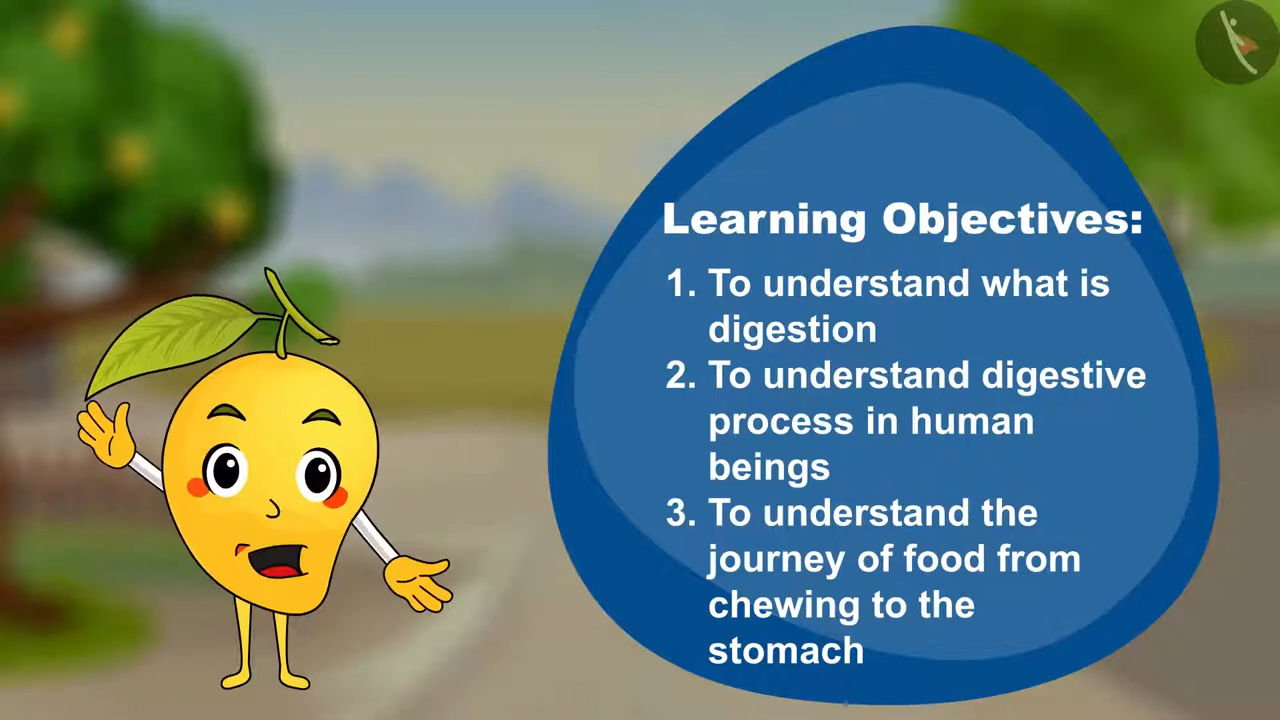 Learning Objectives:
1. To understand what is
digestion
2. To understand digestive
process in human
beings
3. To understand the
journey of food from
chewing to the
stomach